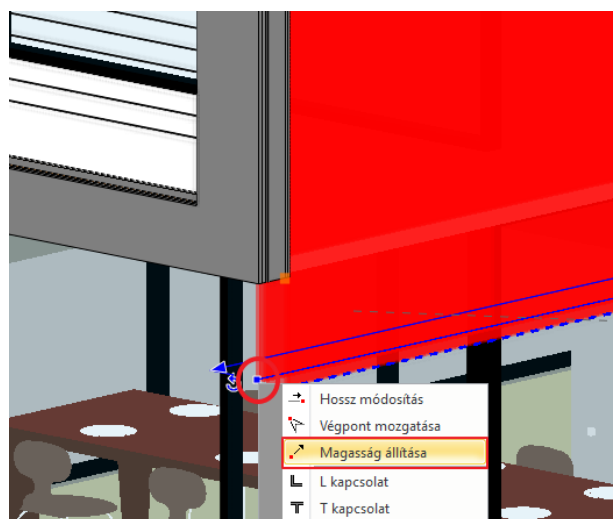 Hossz módosítás
Végpont mozgatása
Magasság állítása
L kapcsolat
T kapcsolat